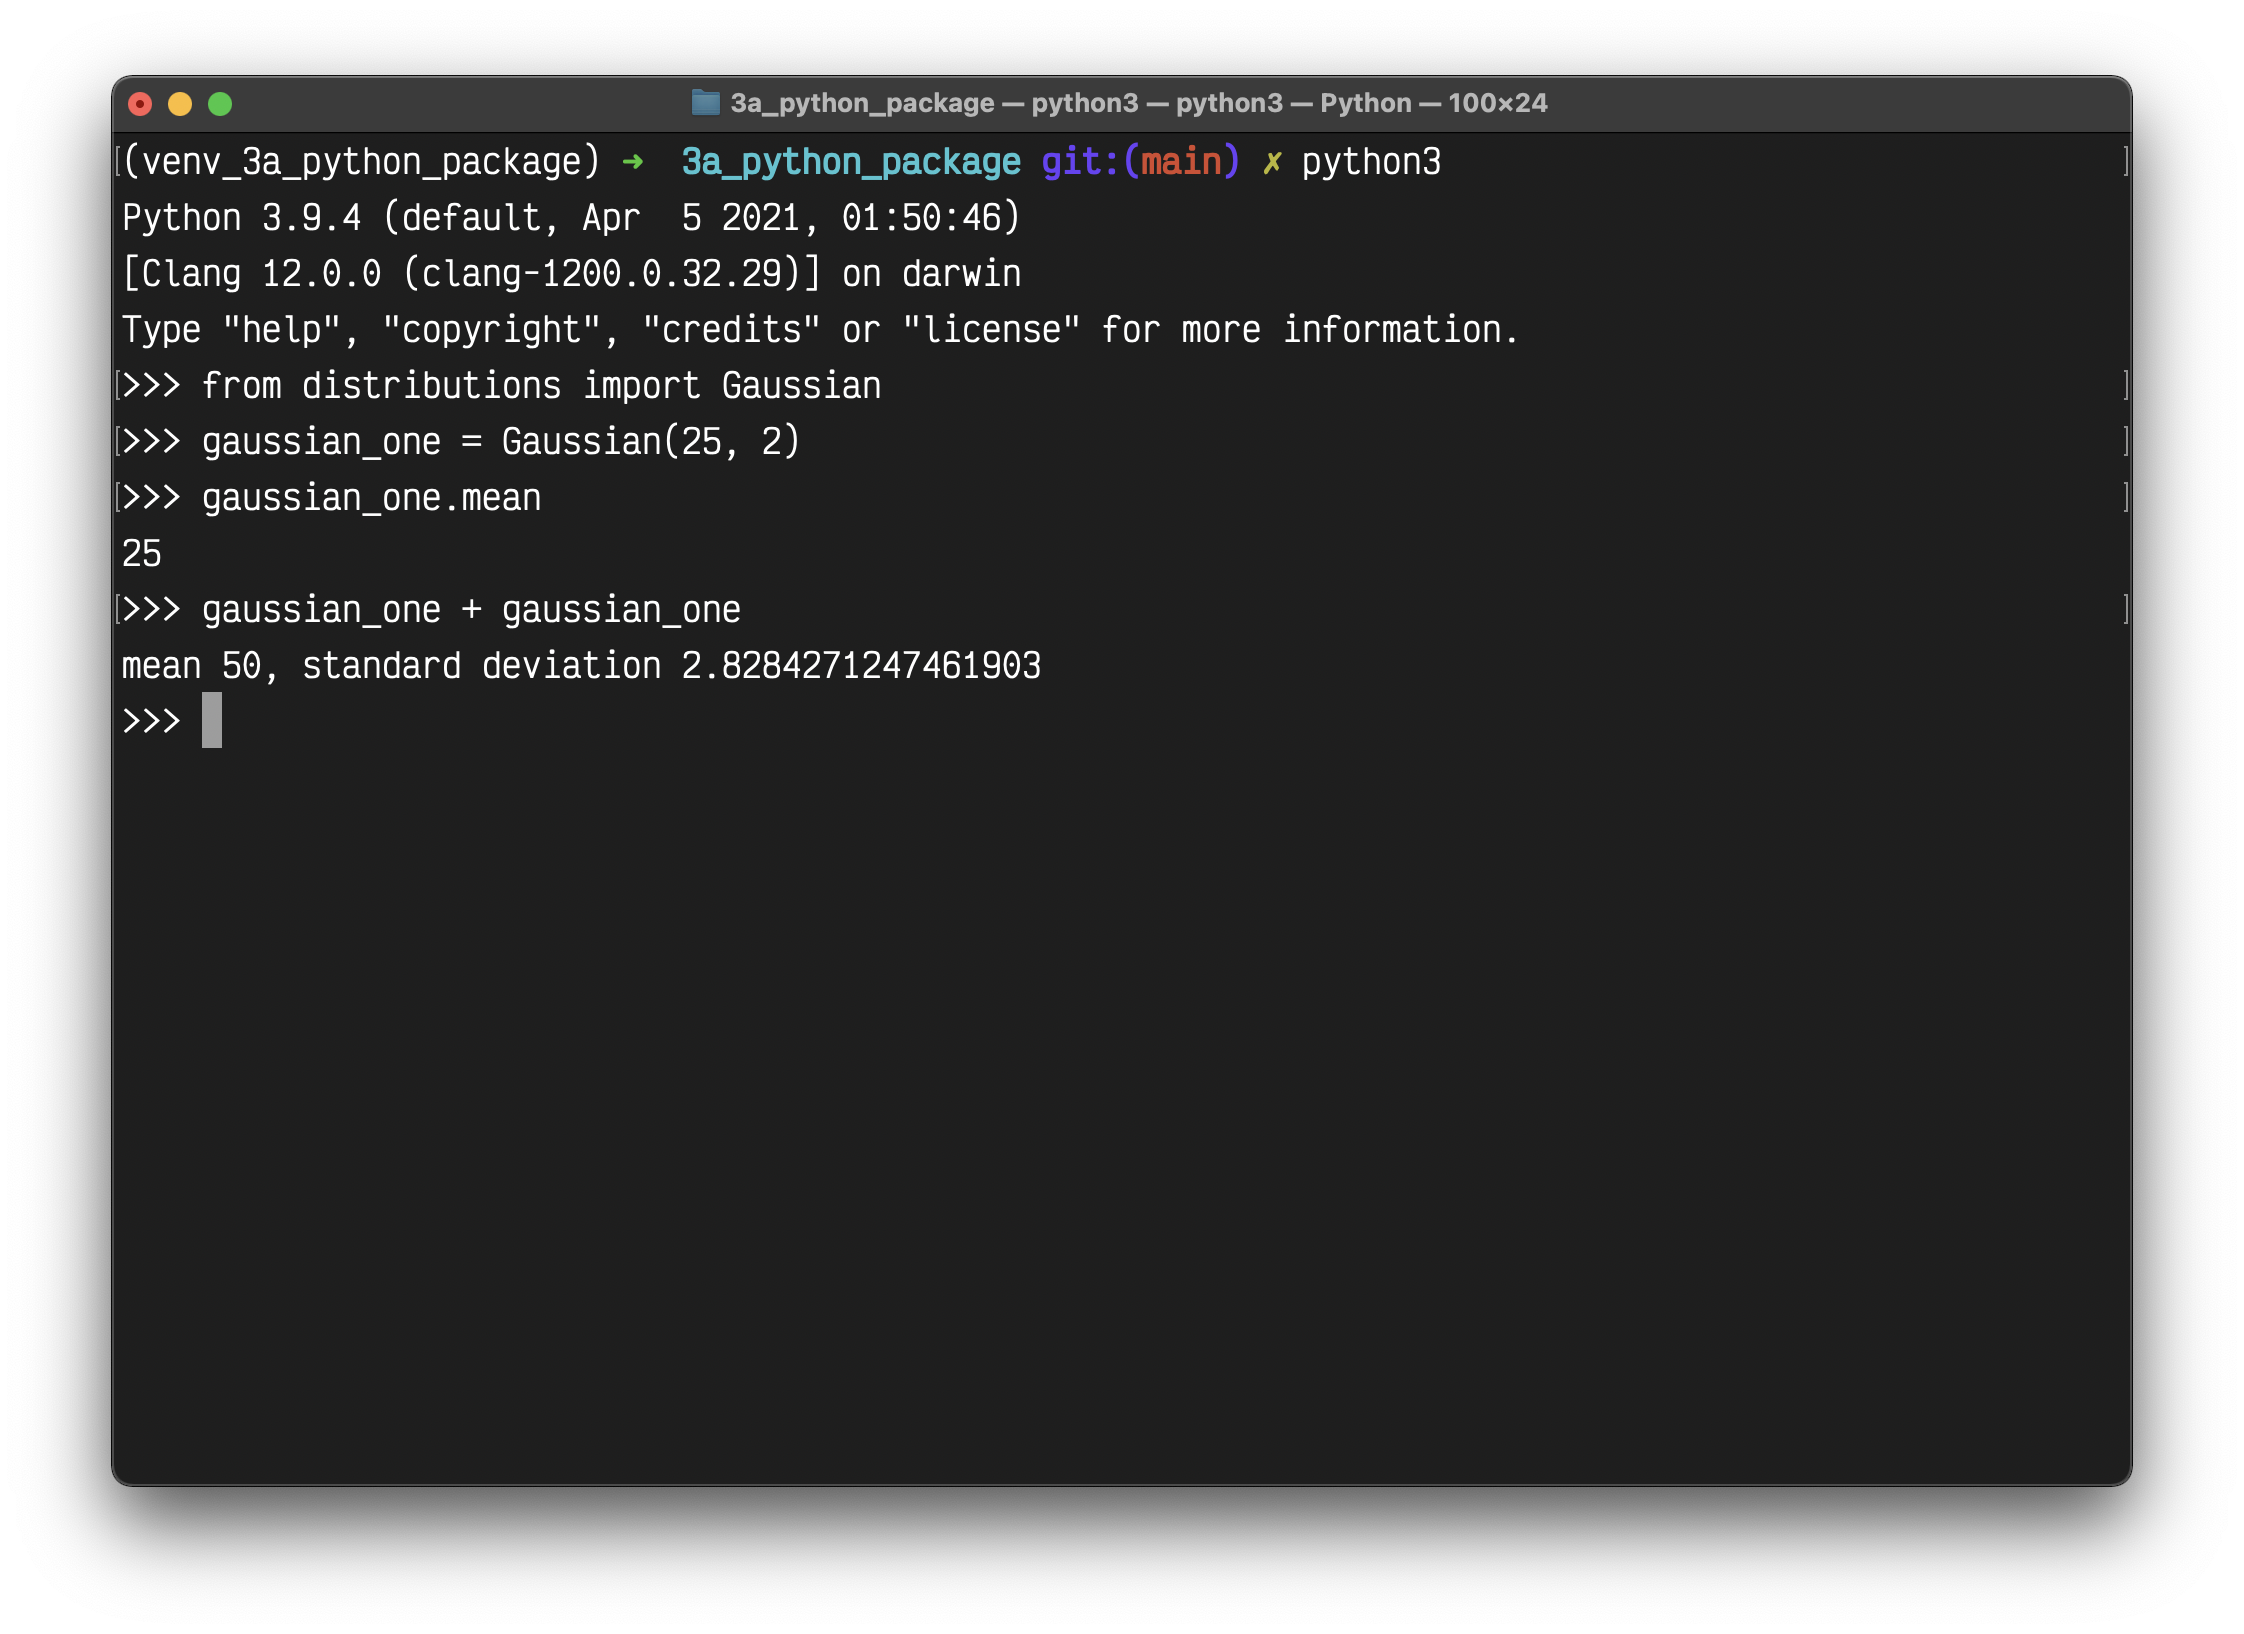 3a_python_package — python3 — python3 — Python — 100×24
(venv_3a_python_package) ➜  3a_python_package git:(main) ✗ python3
Python 3.9.4 (default, Apr  5 2021, 01:50:46)
[Clang 12.0.0 (clang-1200.0.32.29)] on darwin
Type "help", "copyright", "credits" or "license" for more information.
>>> from distributions import Gaussian
>>> gaussian_one = Gaussian(25, 2)
>>> gaussian_one.mean
25
>>> gaussian_one + gaussian_one
mean 50, standard deviation 2.8284271247461903
>>>